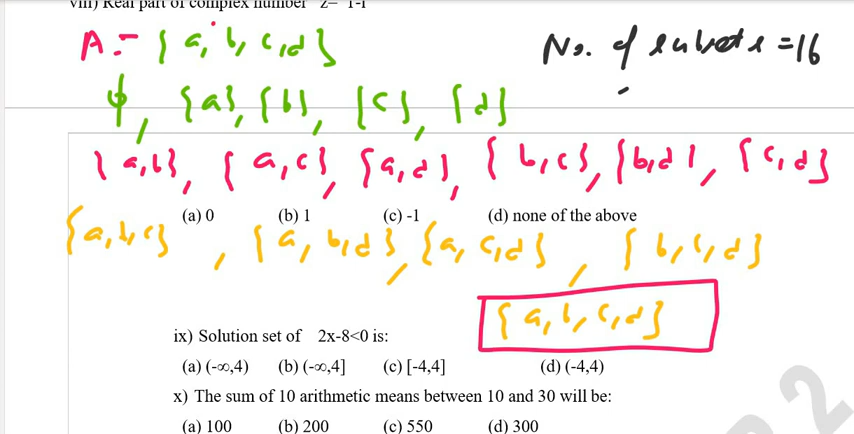 viii) Real part of complex number z= 1-i
A = { a, b, c, d }
No. of subsets = 16
φ, {a}, {b}, {c}, {d}
{a,b}, {a,c}, {a,d}, {b,c}, {b,d}, {c,d}
(a) 0 (b) 1 (c) -1 (d) none of the above
{a,b,c}, {a,b,d}, {a,c,d}, {b,c,d}
{a,b,c,d}
ix) Solution set of 2x-8<0 is:
(a) (-∞,4) (b) (-∞,4] (c) [-4,4] (d) (-4,4)
x) The sum of 10 arithmetic means between 10 and 30 will be:
(a) 100 (b) 200 (c) 550 (d) 300
2